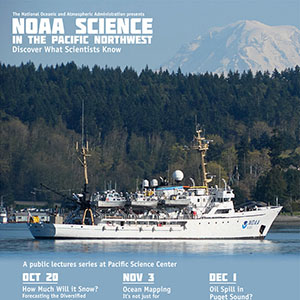 The National Oceanic and Atmospheric Administration presents
NOAA SCIENCE
IN THE PACIFIC NORTHWEST
Discover What Scientists Know
NOAA
A public lectures series at Pacific Science Center
OCT 20
How Much Will it Snow?
Forecasting the Diversified
NOV 3
Ocean Mapping
It's not just for
DEC 1
Oil Spill in
Puget Sound?